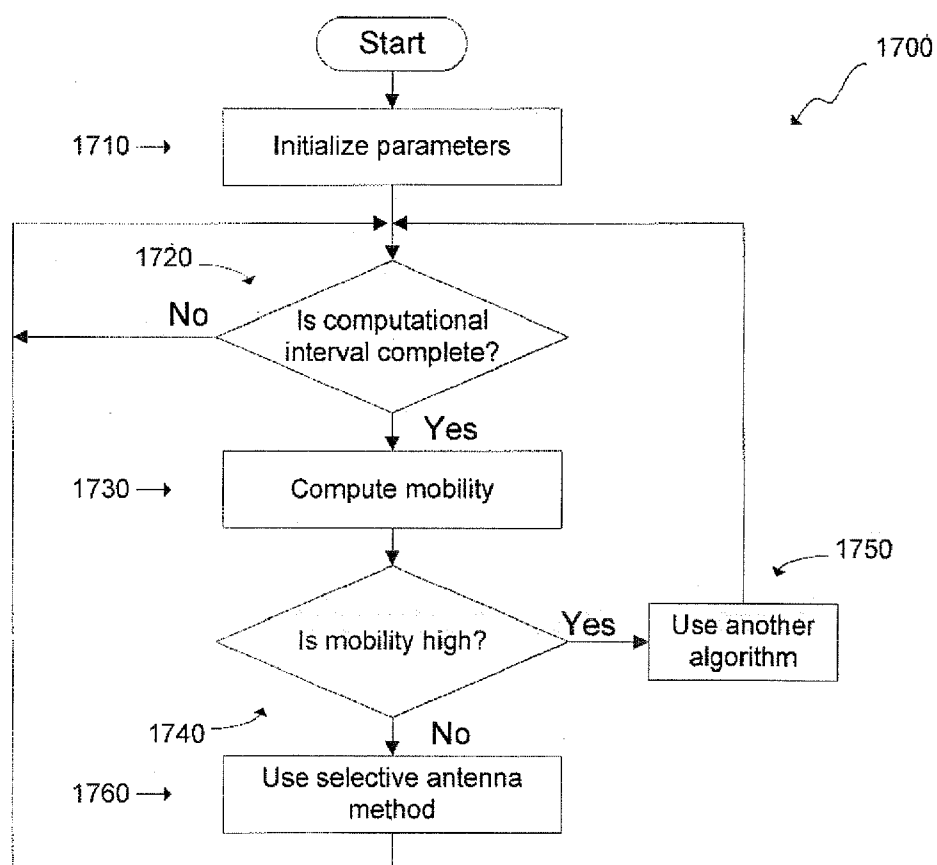 Start
1700
1710
Initialize parameters
1720
No
Is computational
interval complete?
Yes
1730
Compute mobility
1750
Is mobility high?
Yes
Use another
algorithm
1740
No
1760
Use selective antenna
method